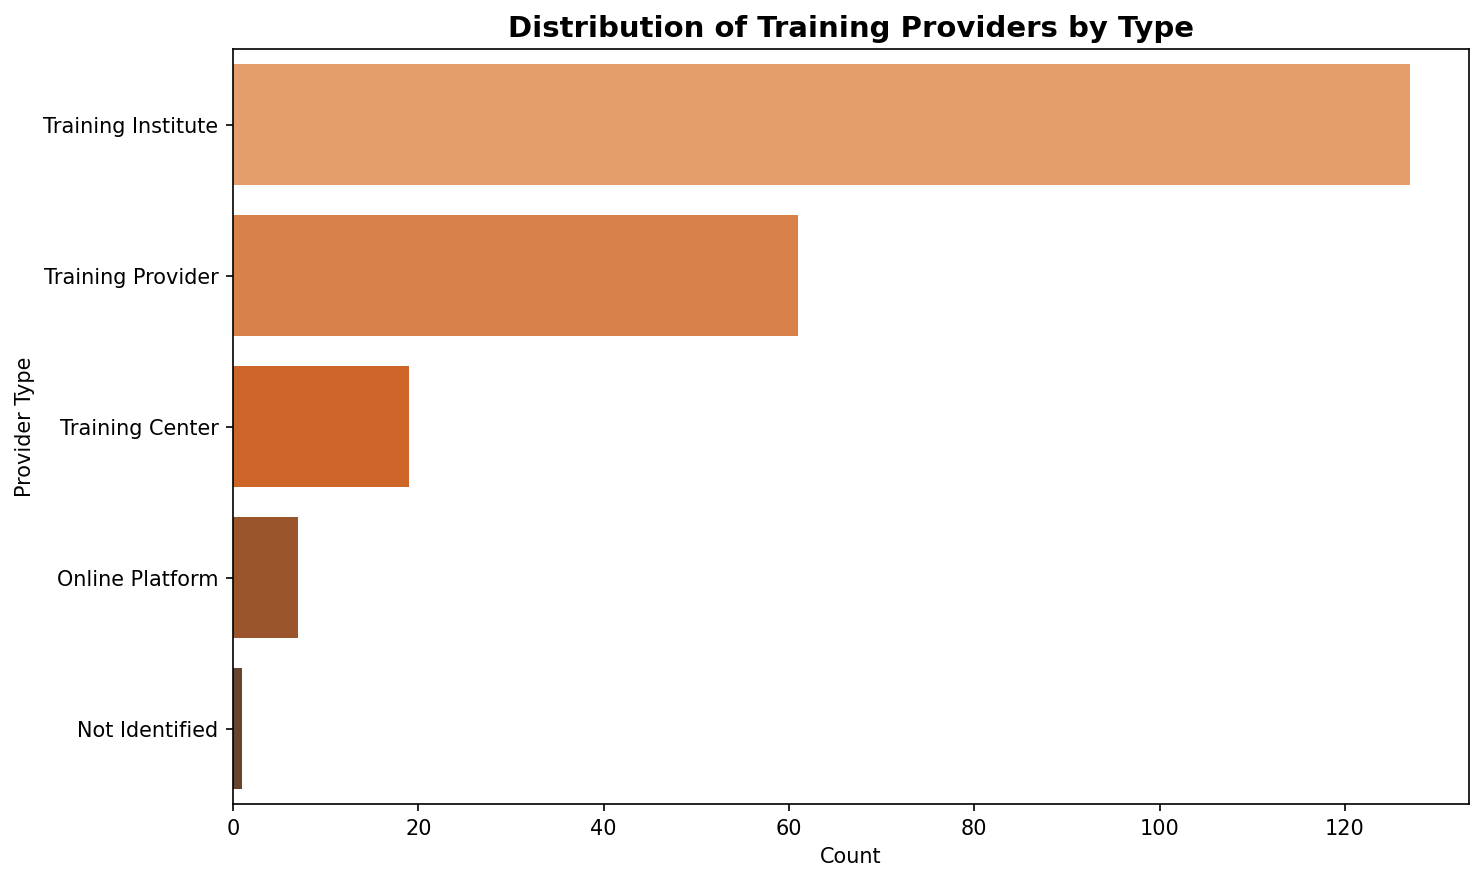 Distribution of Training Providers by Type
Provider Type
Training Institute
Training Provider
Training Center
Online Platform
Not Identified
0 20 40 60 80 100 120
Count